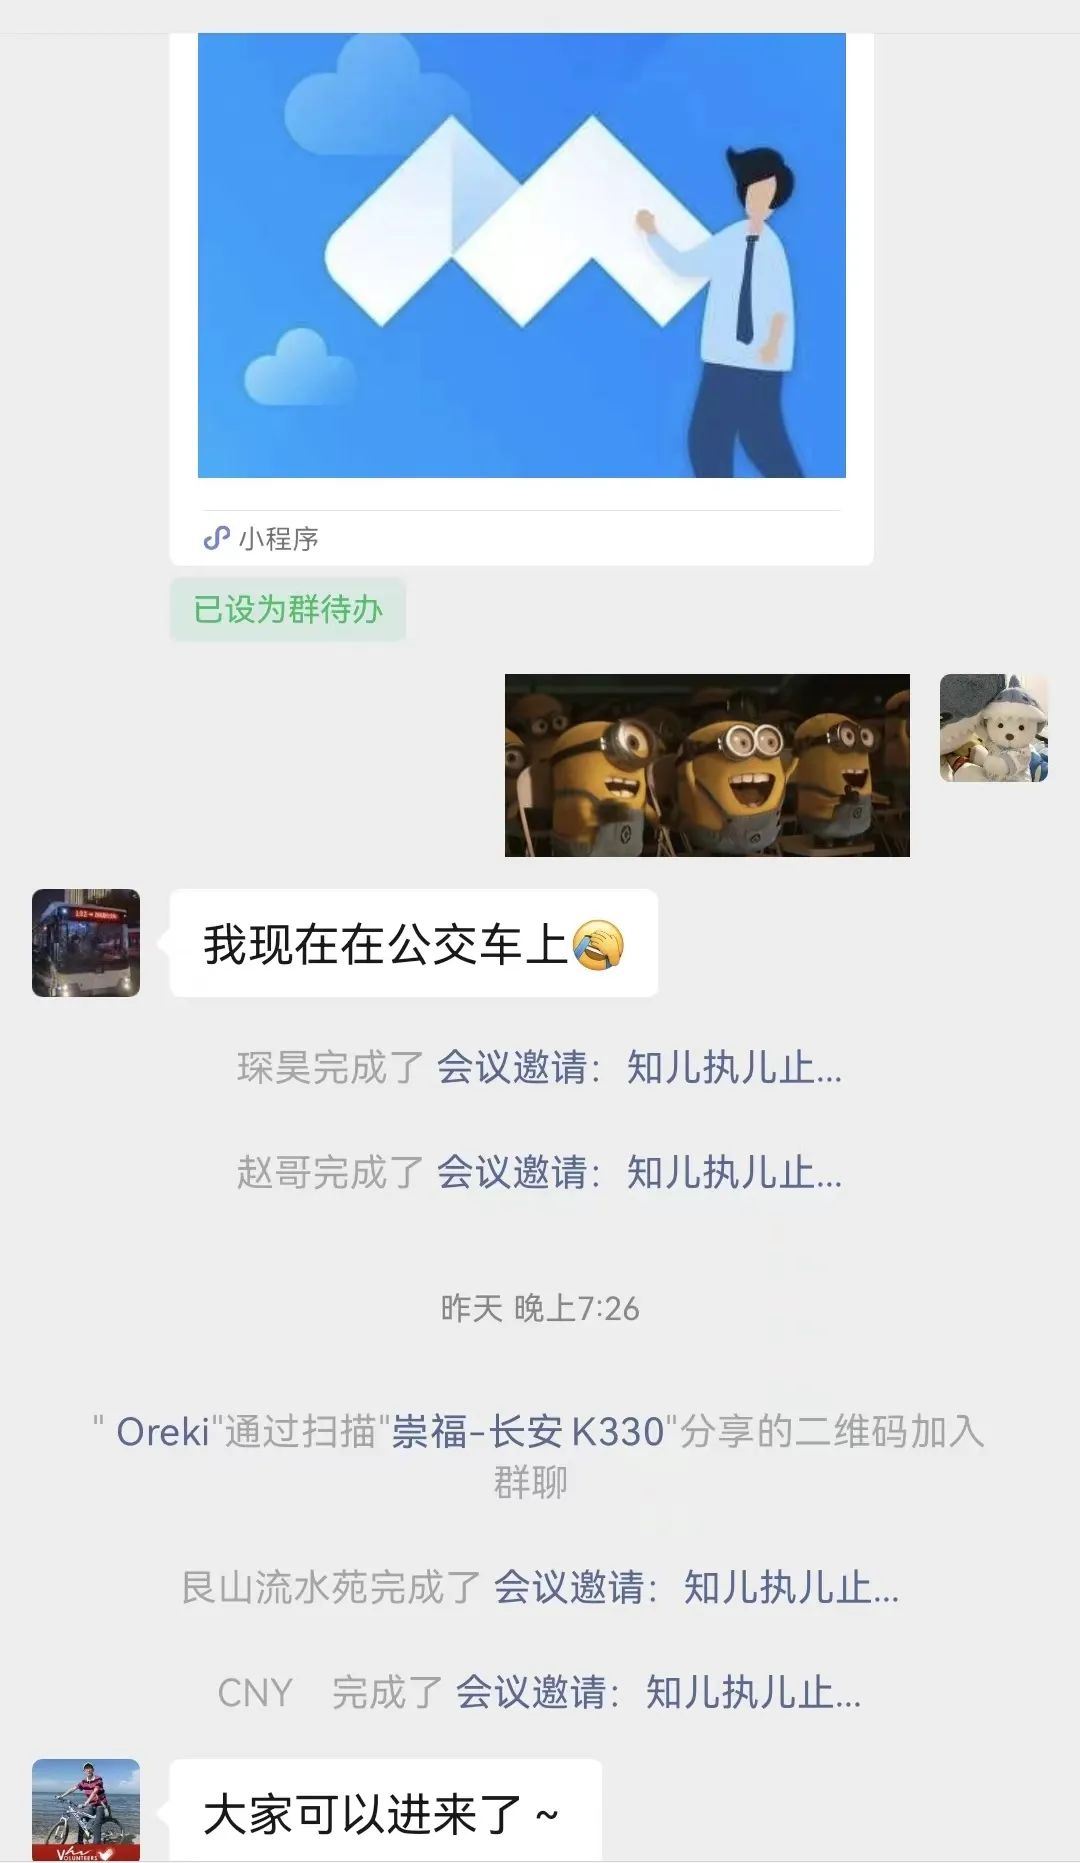 小程序
已设为群待办
我现在在公交车上
琛昊完成了 会议邀请：知儿执儿止...
赵哥完成了 会议邀请：知儿执儿止...
昨天 晚上7:26
" Oreki"通过扫描"崇福-长安 K330"分享的二维码加入
群聊
艮山流水苑完成了 会议邀请：知儿执儿止...
CNY 完成了 会议邀请：知儿执儿止...
大家可以进来了~
VOLUNTEERS